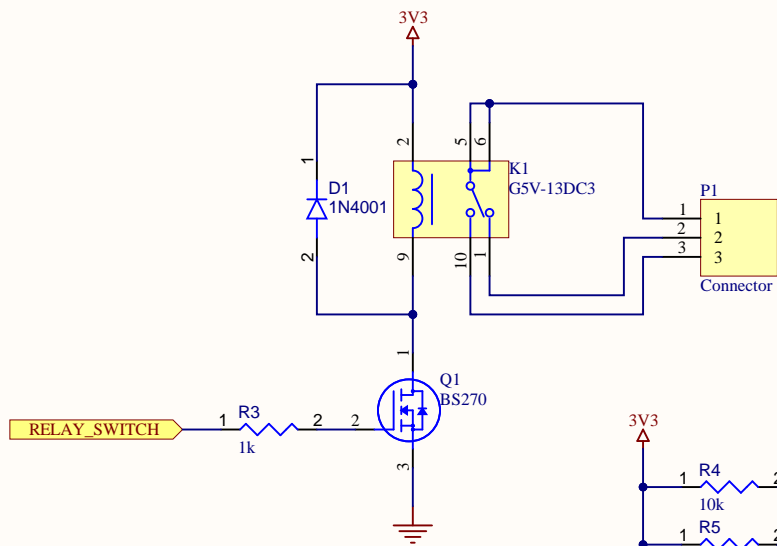 3V3
1
2
5
6
K1
G5V-13DC3
D1
1N4001
P1
1 1
2 2
3 3
Connector
2
9
10
1
1
Q1
BS270
RELAY_SWITCH
1 R3 2
1k
2
3
3V3
1 R4 2
10k
1 R5 2